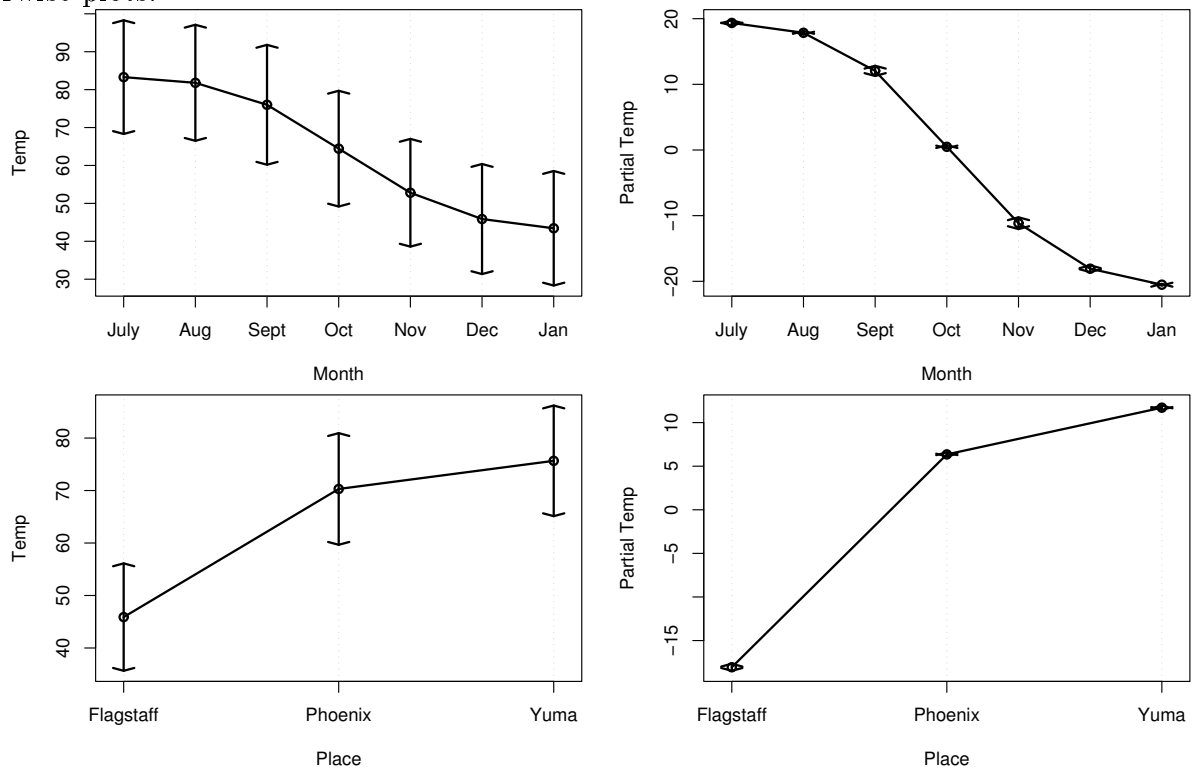 plots.
Temp
90
80
70
60
50
40
30
July Aug Sept Oct Nov Dec Jan
Month
Partial Temp
20
10
0
−10
−20
July Aug Sept Oct Nov Dec Jan
Month
Temp
80
70
60
50
40
Flagstaff Phoenix Yuma
Place
Partial Temp
10
5
0
−5
−15
Flagstaff Phoenix Yuma
Place